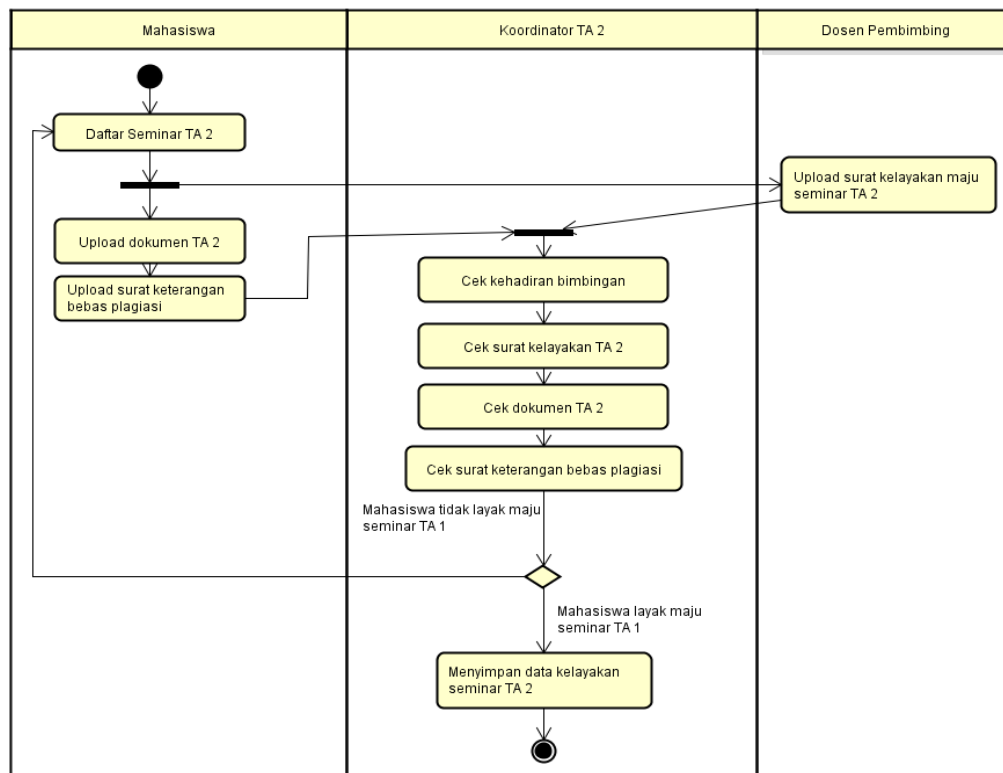 Mahasiswa
Koordinator TA 2
Dosen Pembimbing
Daftar Seminar TA 2
Upload surat kelayakan maju
seminar TA 2
Upload dokumen TA 2
Upload surat keterangan
bebas plagiasi
Cek kehadiran bimbingan
Cek surat kelayakan TA 2
Cek dokumen TA 2
Cek surat keterangan bebas plagiasi
Mahasiswa tidak layak maju
seminar TA 1
Mahasiswa layak maju
seminar TA 1
Menyimpan data kelayakan
seminar TA 2